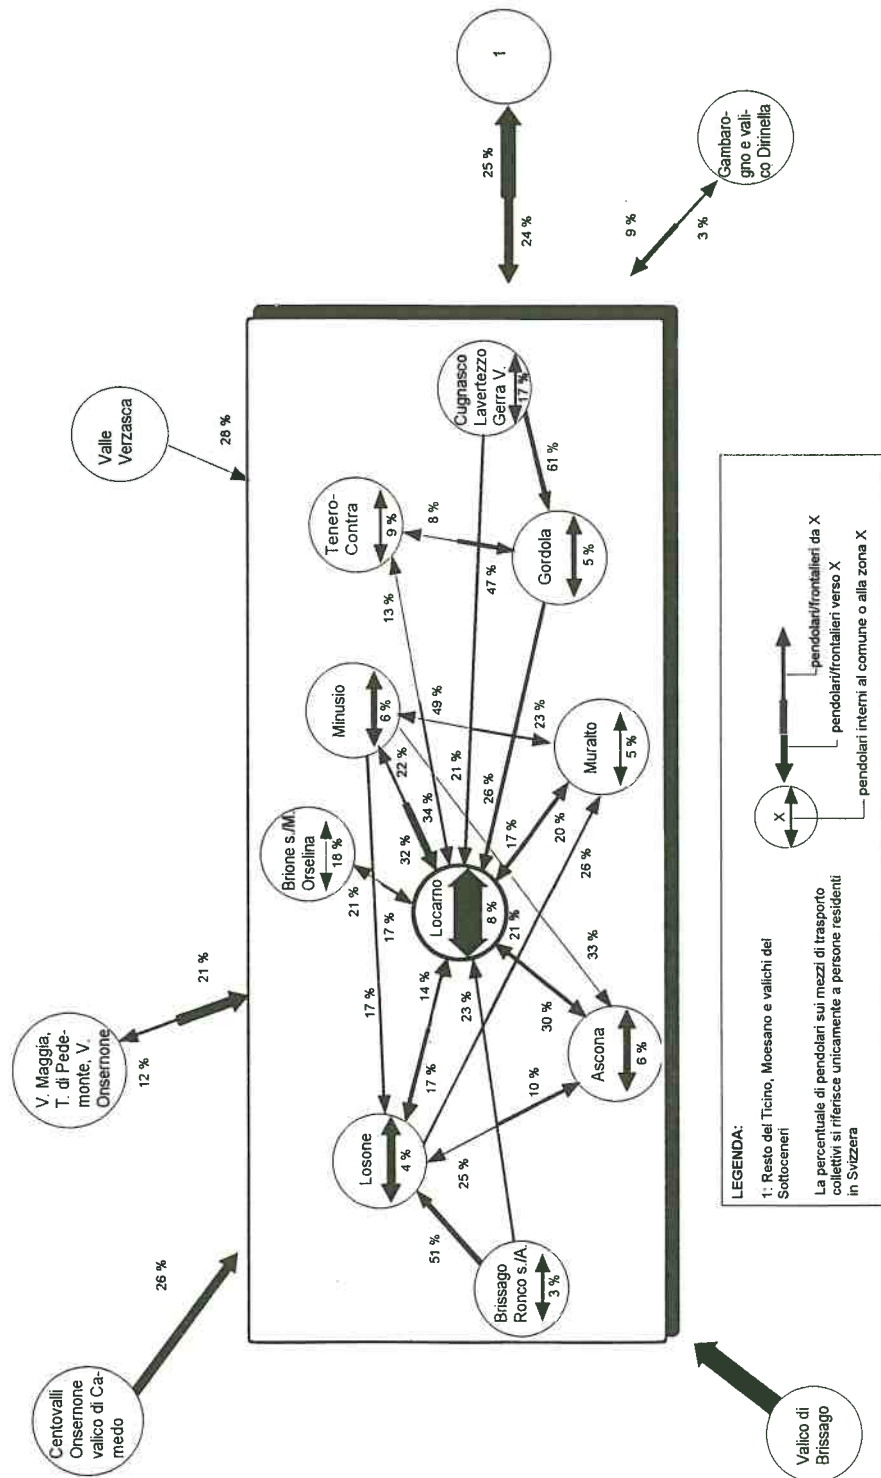 Centovalli
Onsernone
valico di Ca-
medo
26 %
V. Maggia,
T. di Pede-
monte, V.
Onsernone
12 %
21 %
Valle
Verzasca
28 %
1
25 %
24 %
Gambaro-
gno e vali-
co Dirinella
9 %
3 %
Valico di
Brissago
Brissago
Ronco s./A.
3 %
51 %
Losone
4 %
25 %
10 %
17 %
14 %
17 %
17 %
23 %
Ascona
6 %
30 %
21 %
33 %
Brione s./M.
Orselina
18 %
21 %
Locarno
8 %
32 %
34 %
22 %
Minusio
6 %
49 %
23 %
21 %
26 %
17 %
20 %
26 %
Muralto
5 %
Tenero-
Contra
9 %
13 %
8 %
47 %
Gordola
5 %
61 %
Cugnasco
Lavertezzo
Gerra V.
17 %
LEGENDA:
1: Resto del Ticino, Moesano e valichi del
Sottoceneri
La percentuale di pendolari sui mezzi di trasporto
collettivi si riferisce unicamente a persone residenti
in Svizzera
X
pendolari/frontalieri da X
pendolari/frontalieri verso X
pendolari interni al comune o alla zona X